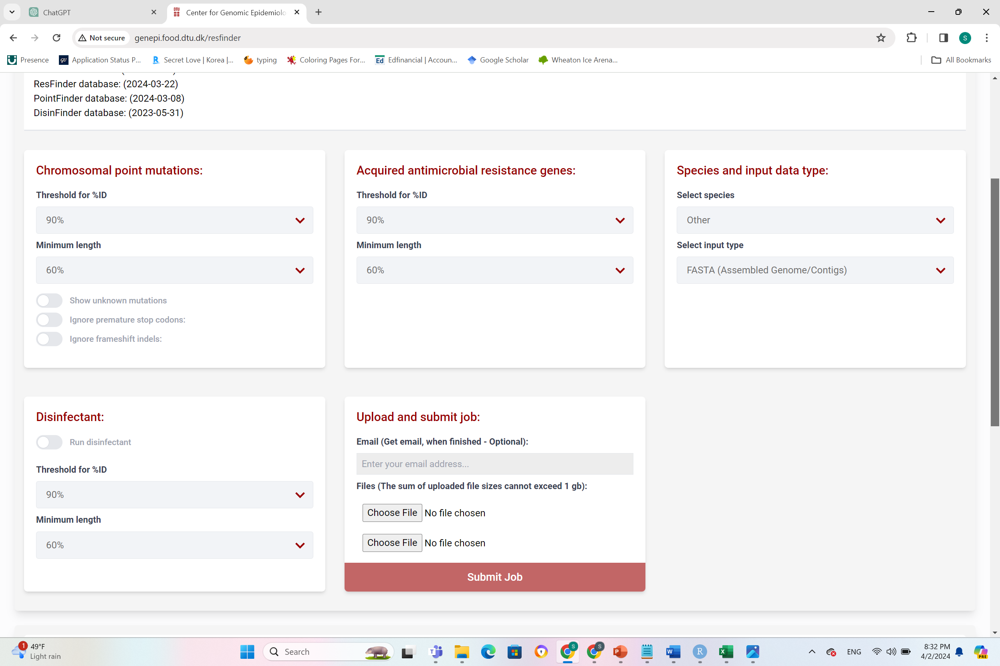 ChatGPT
Center for Genomic Epidemiolo
Not secure
genepi.food.dtu.dk/resfinder
S
Presence
Application Status P...
Secret Love | Korea |...
typing
Coloring Pages For...
Edfinancial | Accoun...
Google Scholar
Wheaton Ice Arena...
All Bookmarks
ResFinder database: (2024-03-22)
PointFinder database: (2024-03-08)
DisinFinder database: (2023-05-31)
Chromosomal point mutations:
Threshold for %ID
90%
Minimum length
60%
Show unknown mutations
Ignore premature stop codons:
Ignore frameshift indels:
Acquired antimicrobial resistance genes:
Threshold for %ID
90%
Minimum length
60%
Species and input data type:
Select species
Other
Select input type
FASTA (Assembled Genome/Contigs)
Disinfectant:
Run disinfectant
Threshold for %ID
90%
Minimum length
60%
Upload and submit job:
Email (Get email, when finished - Optional):
Enter your email address...
Files (The sum of uploaded file sizes cannot exceed 1 gb):
Choose File No file chosen
Choose File No file chosen
Submit Job
1
49°F
Light rain
Search
ENG
8:32 PM
4/2/2024
PRE